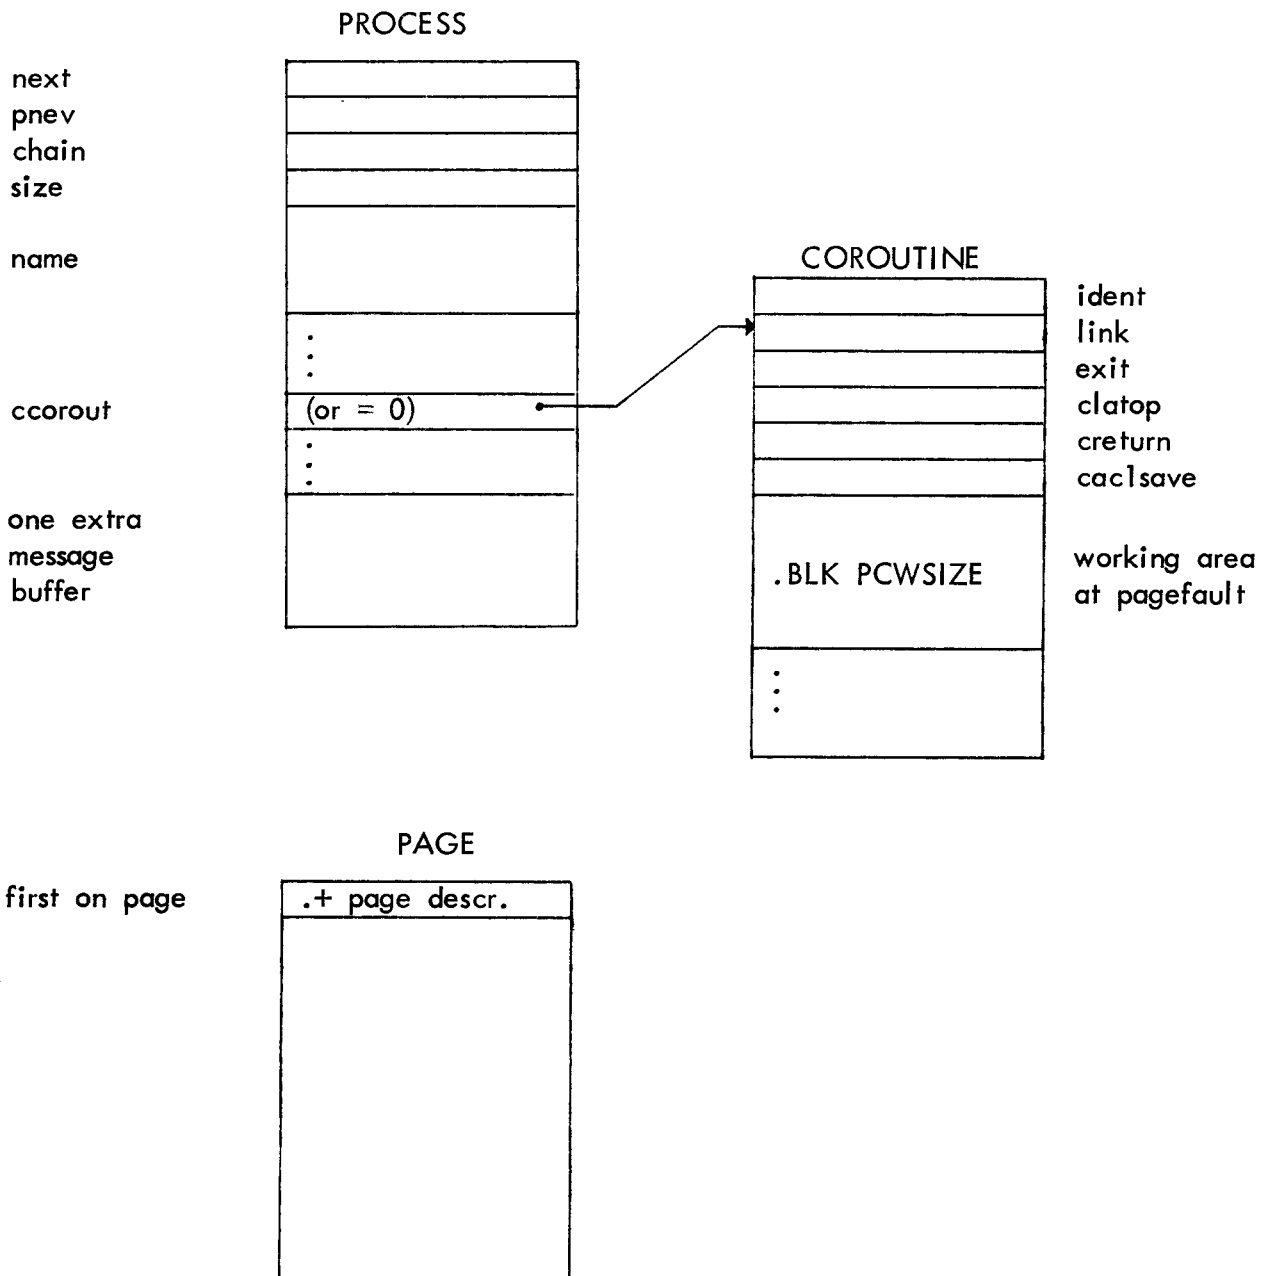 PROCESS
next
pnev
chain
size
name
ccorout
(or = 0)
one extra
message
buffer
COROUTINE
ident
link
exit
clatop
creturn
caclsave
.BLK PCWSIZE
working area
at pagefault
PAGE
first on page
.+ page descr.